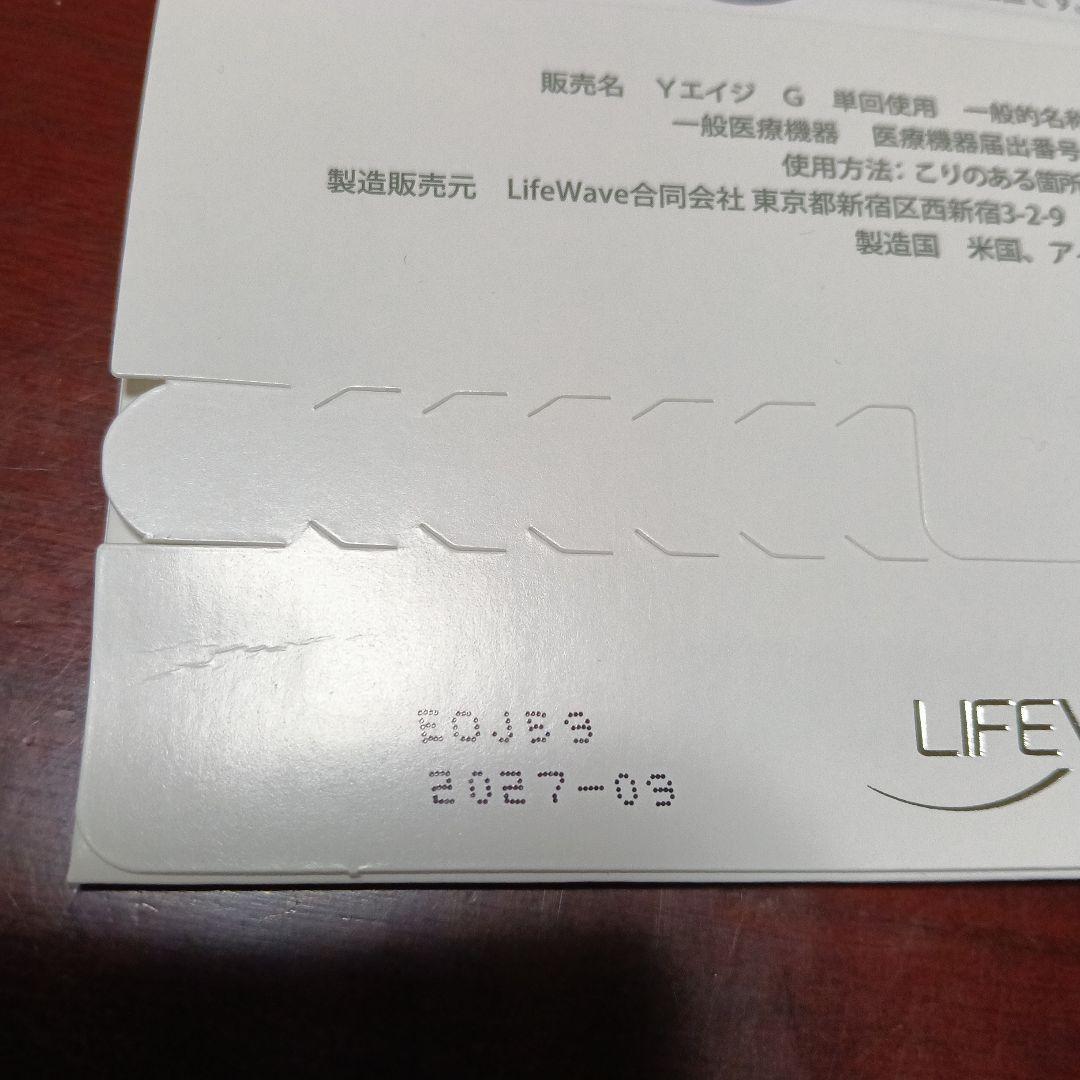 販売名 Yエイジ G 単回使用 一般的名称
一般医療機器 医療機器届出番号
使用方法：こりのある箇所
製造販売元 LifeWave合同会社 東京都新宿区西新宿3-2-9
製造国 米国、ア
LIFEW
2027-09